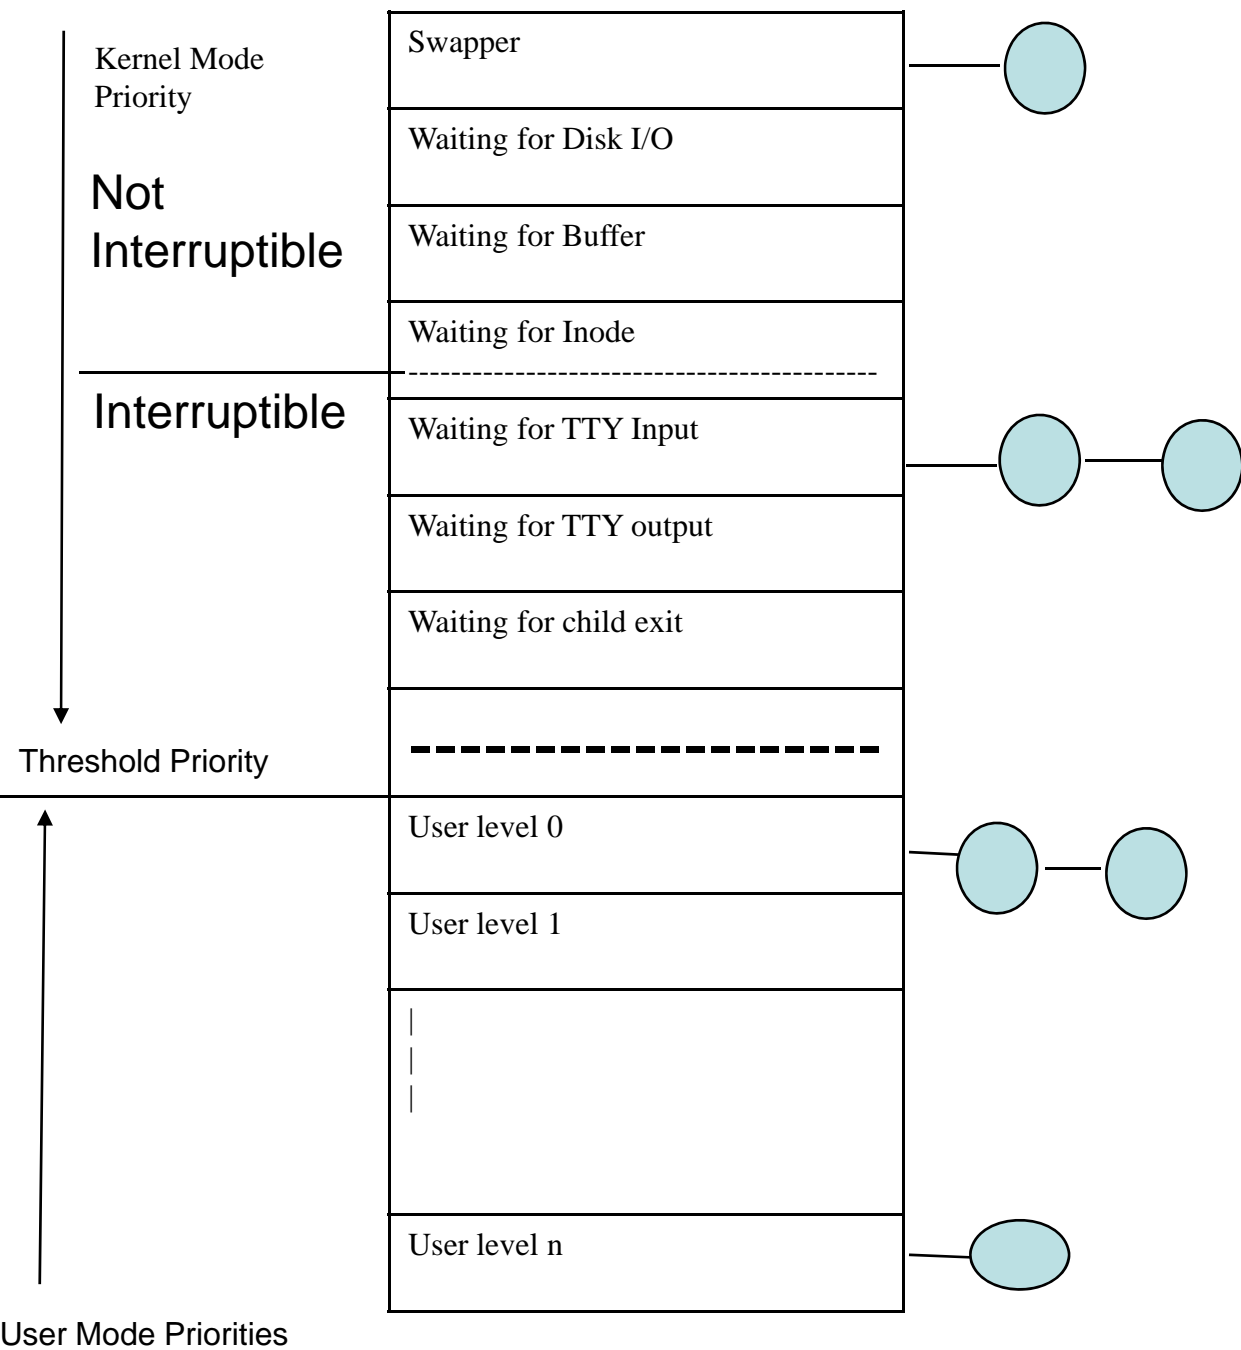 Kernel Mode
Priority
Not
Interruptible
Interruptible
Threshold Priority
User Mode Priorities
Swapper
Waiting for Disk I/O
Waiting for Buffer
Waiting for Inode
Waiting for TTY Input
Waiting for TTY output
Waiting for child exit
User level 0
User level 1
User level n